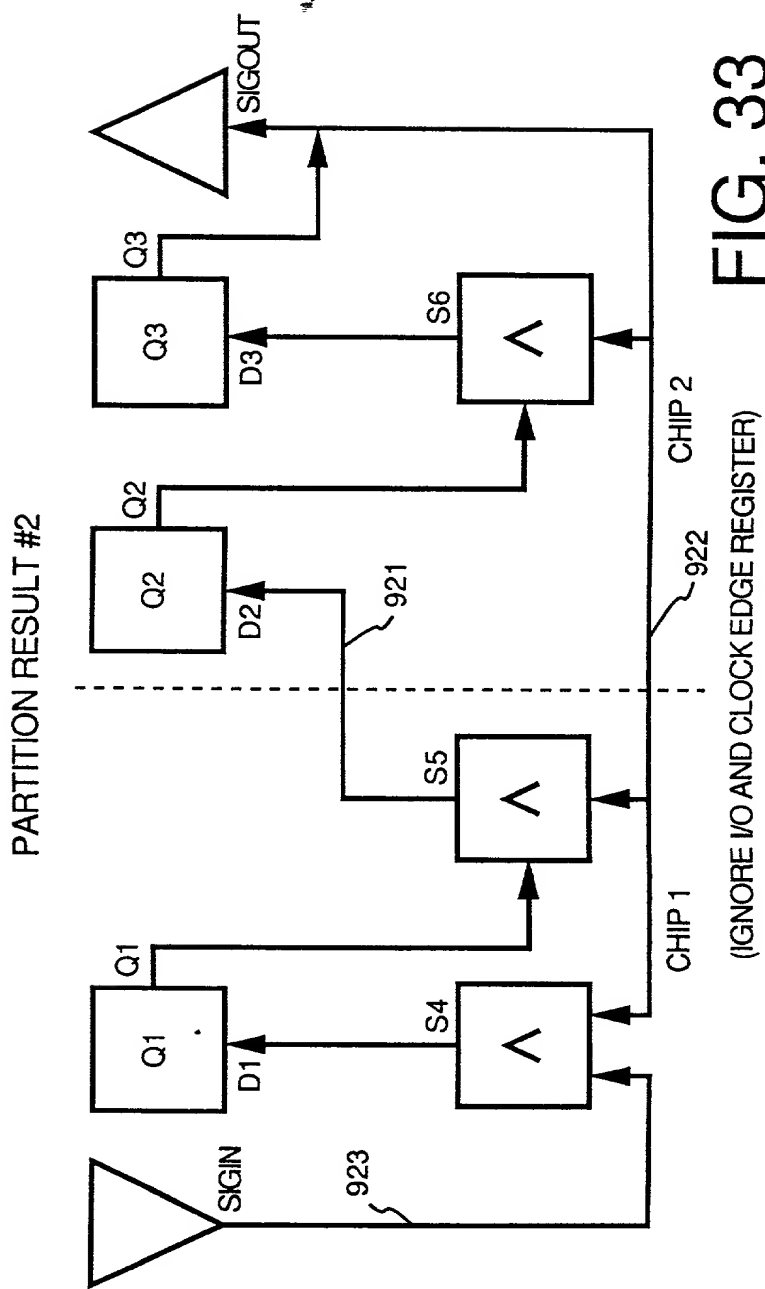 PARTITION RESULT #2
SIGIN
Q1
Q1
D1
S4
923
S5
921
Q2
Q2
D2
Q3
Q3
D3
S6
SIGOUT
CHIP 1
922
CHIP 2
(IGNORE I/O AND CLOCK EDGE REGISTER)
FIG. 33